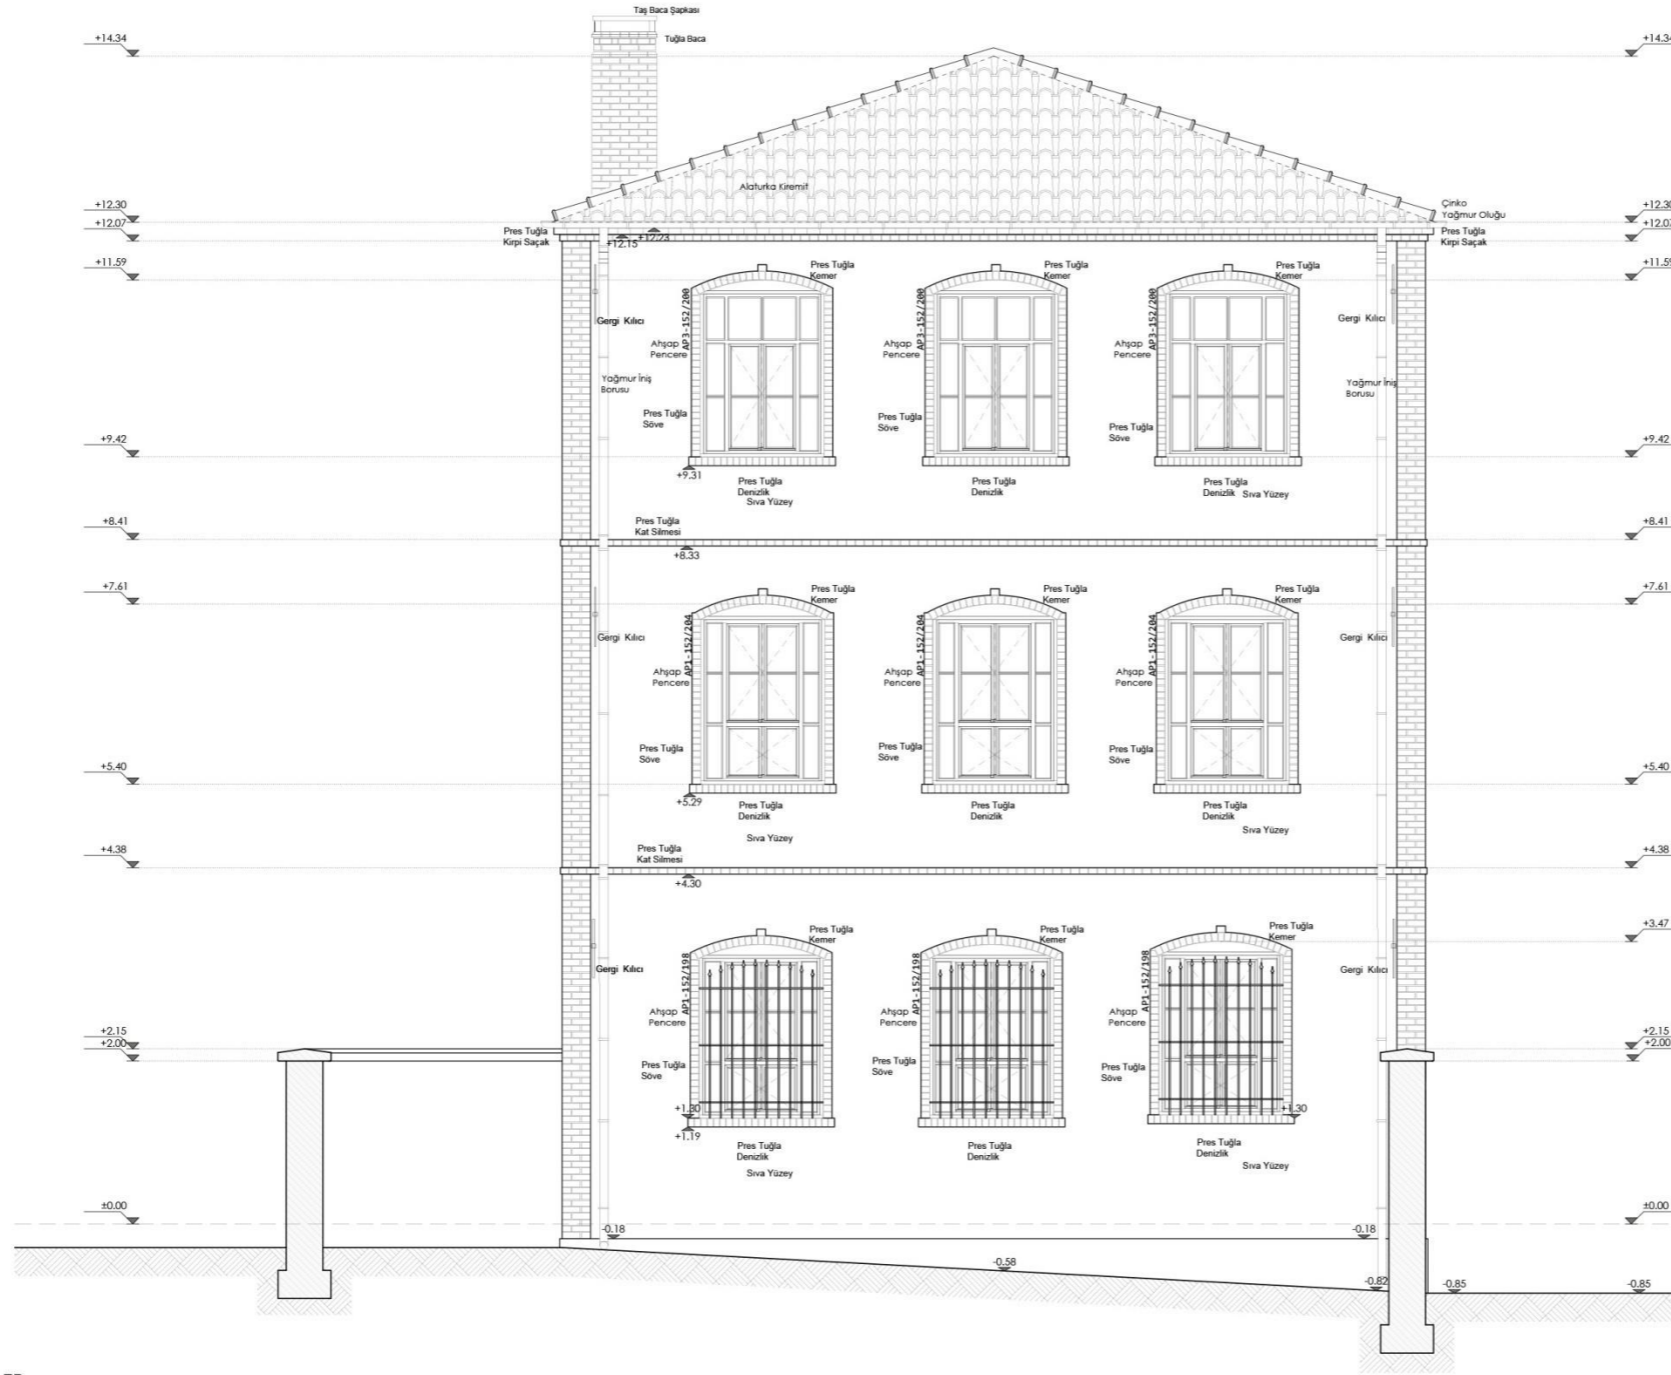 Taş Baca Şapkası
+14.34
Tuğla Baca
+14.34
Alaturka Kiremit
+12.30
Çinko
Yağmur Oluğu
+12.30
+12.07
Pres Tuğla
Kirpi Saçak
+12.15
+12.23
Pres Tuğla
Kirpi Saçak
+12.07
+11.59
Pres Tuğla
Kemer
Pres Tuğla
Kemer
Pres Tuğla
Kemer
+11.59
AP3-152/200
AP3-152/200
AP3-152/200
Gergi Kılıcı
Gergi Kılıcı
Ahşap
Pencere
Ahşap
Pencere
Ahşap
Pencere
Yağmur İniş
Borusu
Yağmur İniş
Borusu
Pres Tuğla
Söve
Pres Tuğla
Söve
Pres Tuğla
Söve
+9.42
+9.42
+9.31
Pres Tuğla
Denizlik
Sıva Yüzey
Pres Tuğla
Denizlik
Pres Tuğla
Denizlik
Sıva Yüzey
+8.41
Pres Tuğla
Kat Silmesi
+8.41
+8.33
+7.61
Pres Tuğla
Kemer
Pres Tuğla
Kemer
Pres Tuğla
Kemer
+7.61
AP1-152/204
AP1-152/204
AP1-152/204
Gergi Kılıcı
Gergi Kılıcı
Ahşap
Pencere
Ahşap
Pencere
Ahşap
Pencere
Pres Tuğla
Söve
Pres Tuğla
Söve
Pres Tuğla
Söve
+5.40
+5.40
+5.29
Pres Tuğla
Denizlik
Pres Tuğla
Denizlik
Pres Tuğla
Denizlik
Sıva Yüzey
Sıva Yüzey
+4.38
Pres Tuğla
Kat Silmesi
+4.38
+4.30
Pres Tuğla
Kemer
Pres Tuğla
Kemer
Pres Tuğla
Kemer
+3.47
AP1-152/198
AP1-152/198
AP1-152/198
Gergi Kılıcı
Gergi Kılıcı
Ahşap
Pencere
Ahşap
Pencere
Ahşap
Pencere
+2.15
+2.00
+2.15
+2.00
Pres Tuğla
Söve
Pres Tuğla
Söve
Pres Tuğla
Söve
+1.30
+1.30
+1.19
Pres Tuğla
Denizlik
Pres Tuğla
Denizlik
Pres Tuğla
Denizlik
Sıva Yüzey
Sıva Yüzey
±0.00
±0.00
-0.18
-0.18
-0.58
-0.82
-0.85
-0.85